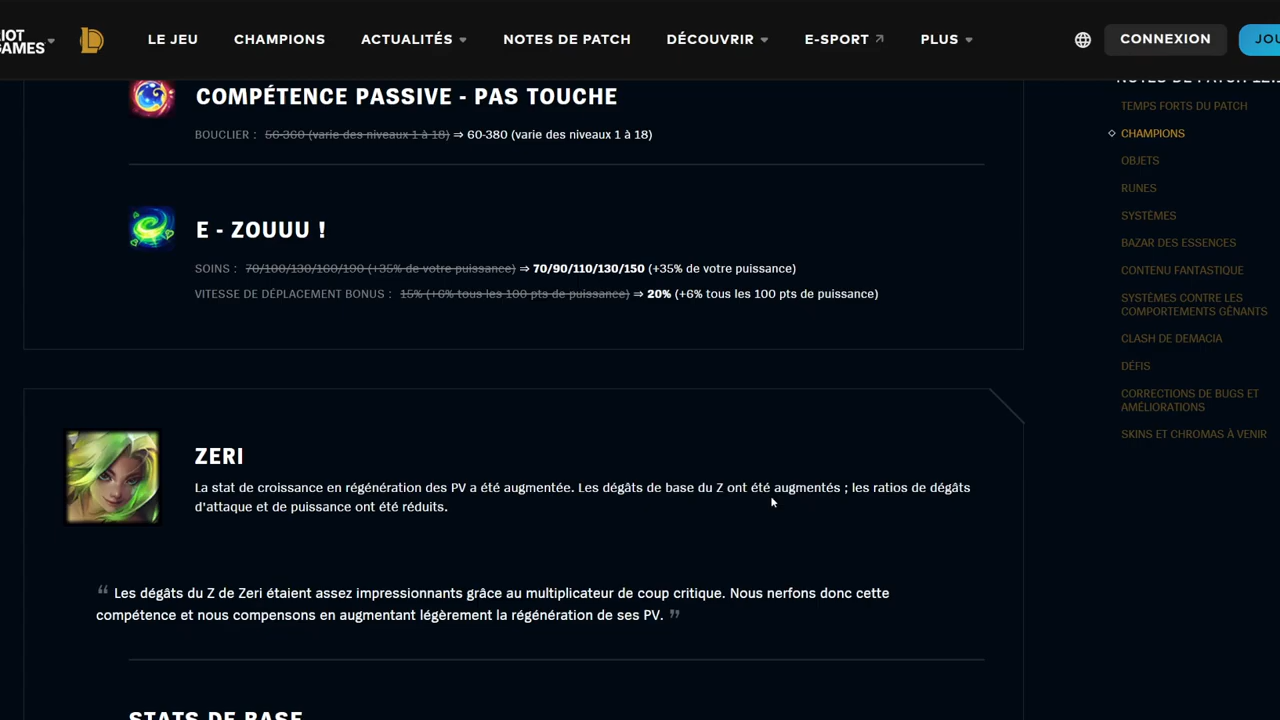 IOT
GAMES
LE JEU
CHAMPIONS
ACTUALITÉS
NOTES DE PATCH
DÉCOUVRIR
E-SPORT
PLUS
CONNEXION
JOU
COMPÉTENCE PASSIVE - PAS TOUCHE
BOUCLIER : 56-360 (varie des niveaux 1 à 18) ⇒ 60-380 (varie des niveaux 1 à 18)
E - ZOUUU !
SOINS : 70/100/130/160/190 (+35% de votre puissance) ⇒ 70/90/110/130/150 (+35% de votre puissance)
VITESSE DE DÉPLACEMENT BONUS : 15% (+6% tous les 100 pts de puissance) ⇒ 20% (+6% tous les 100 pts de puissance)
ZERI
La stat de croissance en régénération des PV a été augmentée. Les dégâts de base du Z ont été augmentés ; les ratios de dégâts
d'attaque et de puissance ont été réduits.
“ Les dégâts du Z de Zeri étaient assez impressionnants grâce au multiplicateur de coup critique. Nous nerfons donc cette
compétence et nous compensons en augmentant légèrement la régénération de ses PV. ”
STATS DE BASE
NOTES DE PATCH
TEMPS FORTS DU PATCH
CHAMPIONS
OBJETS
RUNES
SYSTÈMES
BAZAR DES ESSENCES
CONTENU FANTASTIQUE
SYSTÈMES CONTRE LES
COMPORTEMENTS GÊNANTS
CLASH DE DEMACIA
DÉFIS
CORRECTIONS DE BUGS ET
AMÉLIORATIONS
SKINS ET CHROMAS À VENIR